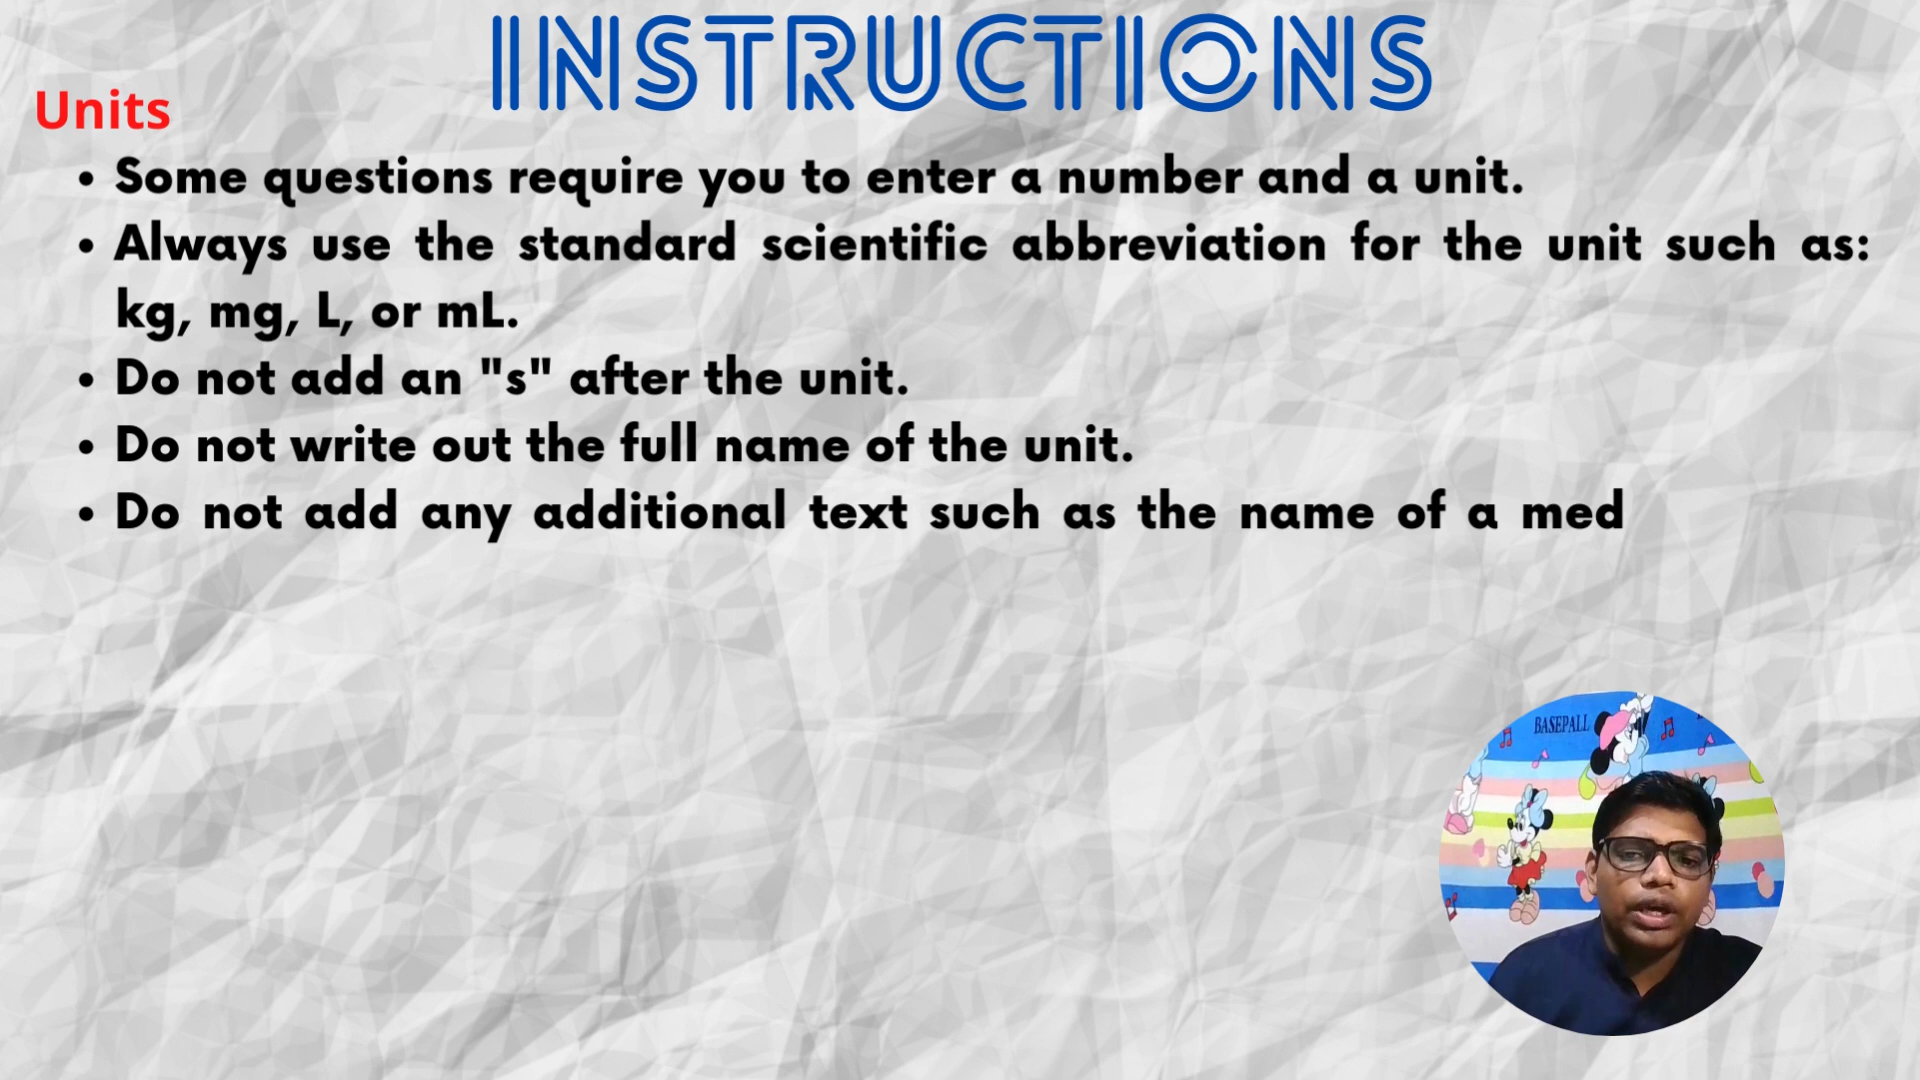 INSTRUCTIONS
Units
• Some questions require you to enter a number and a unit.
• Always use the standard scientific abbreviation for the unit such as:
kg, mg, L, or mL.
• Do not add an "s" after the unit.
• Do not write out the full name of the unit.
• Do not add any additional text such as the name of a med
BASEPALL